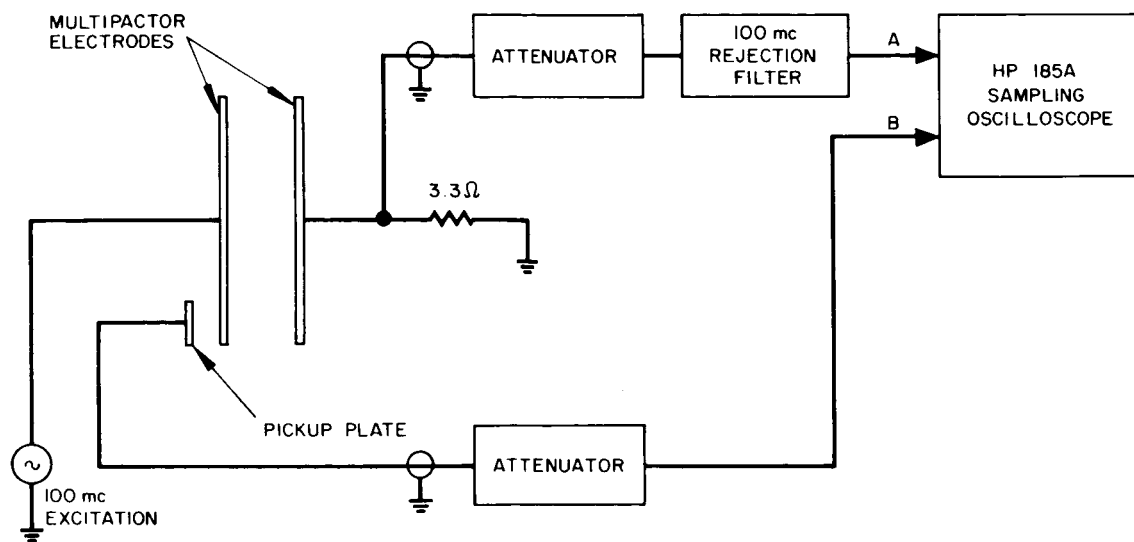 MULTIPACTOR
ELECTRODES
ATTENUATOR
100 mc
REJECTION
FILTER
A
HP 185A
SAMPLING
OSCILLOSCOPE
B
3.3Ω
PICKUP PLATE
ATTENUATOR
~
100 mc
EXCITATION